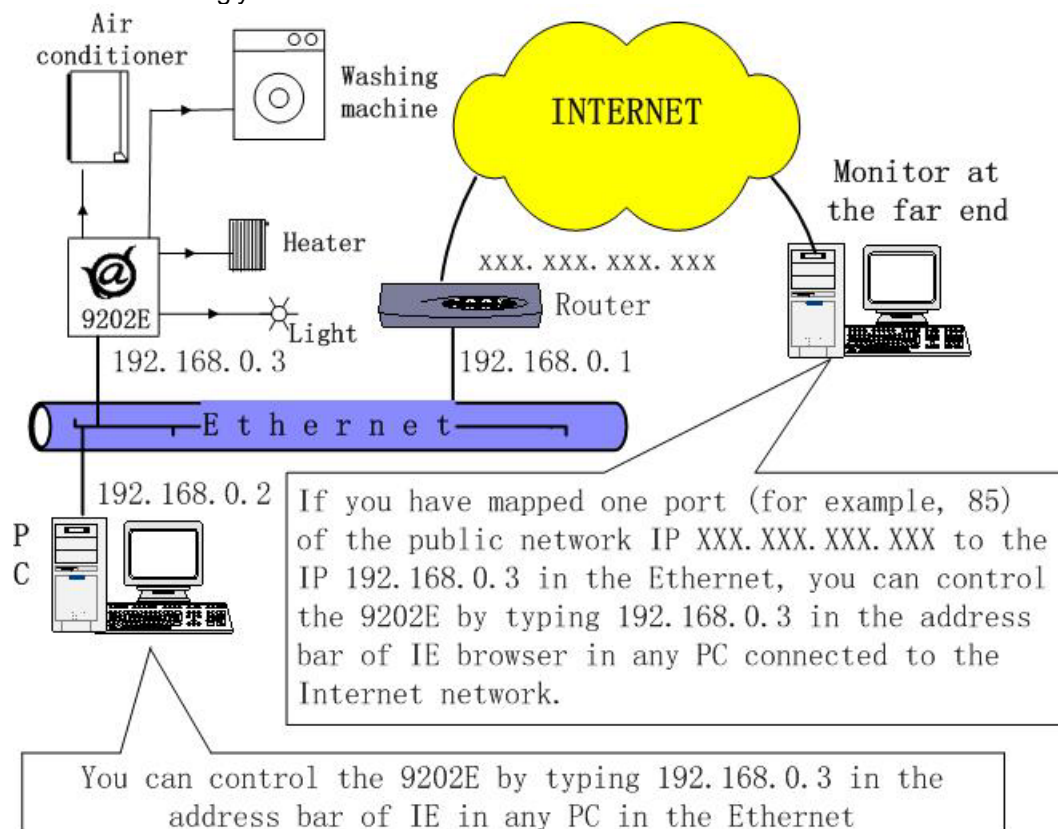 Air
conditioner
Washing
machine
INTERNET
Monitor at
the far end
Heater
XXX. XXX. XXX. XXX
Router
@
9202E
Light
192. 168. 0. 3
192. 168. 0. 1
Ethernet
192. 168. 0. 2
P
C
If you have mapped one port (for example, 85)
of the public network IP XXX. XXX. XXX. XXX to the
IP 192. 168. 0. 3 in the Ethernet, you can control
the 9202E by typing 192. 168. 0. 3 in the address
bar of IE browser in any PC connected to the
Internet network.
You can control the 9202E by typing 192. 168. 0. 3 in the
address bar of IE in any PC in the Ethernet